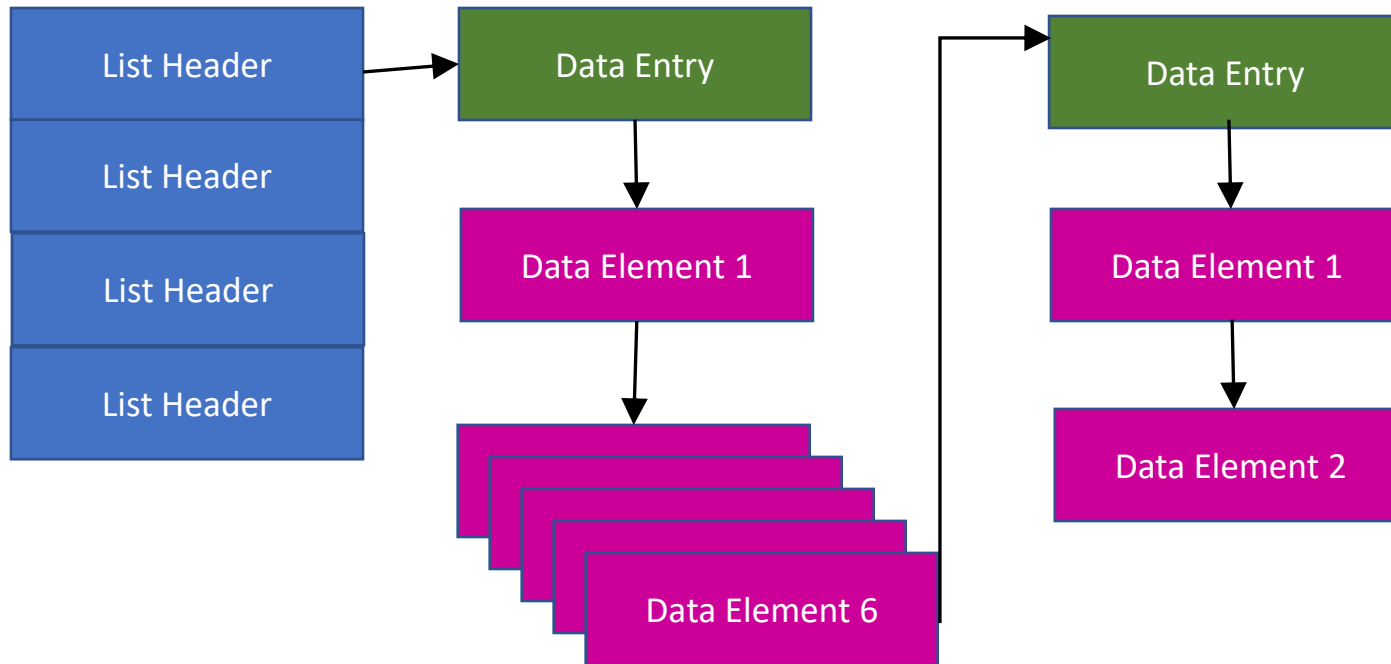 List Header
List Header
List Header
List Header
Data Entry
Data Element 1
Data Element 6
Data Entry
Data Element 1
Data Element 2